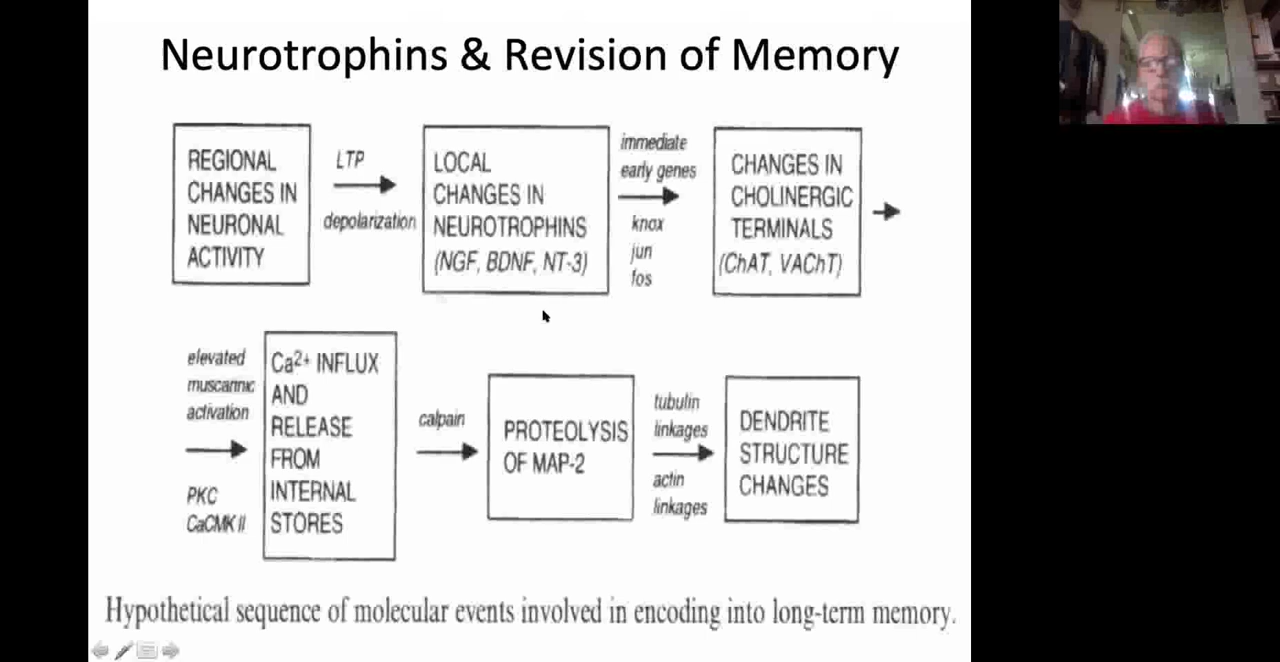 Neurotrophins & Revision of Memory
REGIONAL
CHANGES IN
NEURONAL
ACTIVITY
LTP
depolarization
LOCAL
CHANGES IN
NEUROTROPHINS
(NGF, BDNF, NT-3)
immediate
early genes
knox
jun
fos
CHANGES IN
CHOLINERGIC
TERMINALS
(ChAT, VAChT)
elevated
muscarinic
activation
PKC
CaCMK II
Ca²⁺ INFLUX
AND
RELEASE
FROM
INTERNAL
STORES
calpain
PROTEOLYSIS
OF MAP-2
tubulin
linkages
actin
linkages
DENDRITE
STRUCTURE
CHANGES
Hypothetical sequence of molecular events involved in encoding into long-term memory.